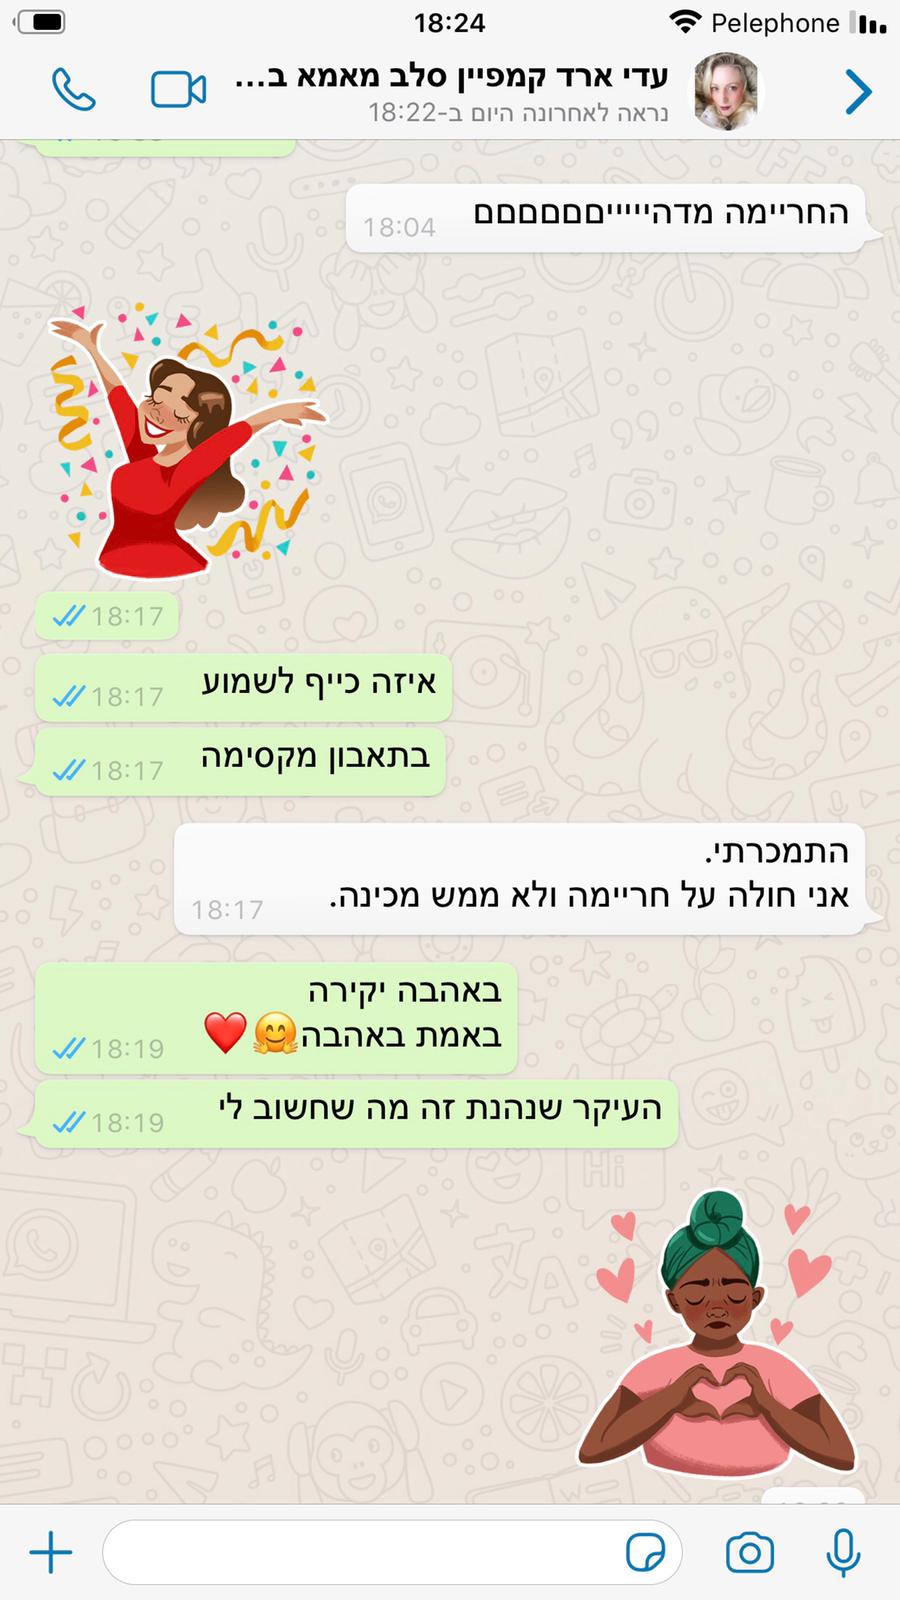 18:24
Pelephone
עדי ארד קמפיין סלב מאמא ב...
נראה לאחרונה היום ב-18:22
החריימה מדהייייייםםםםםםם
18:04
18:17
איזה כייף לשמוע
18:17
בתאבון מקסימה
18:17
התמכרתי.
אני חולה על חריימה ולא ממש מכינה.
18:17
באהבה יקירה
באמת באהבה🤗❤️
18:19
העיקר שנהנת זה מה שחשוב לי
18:19